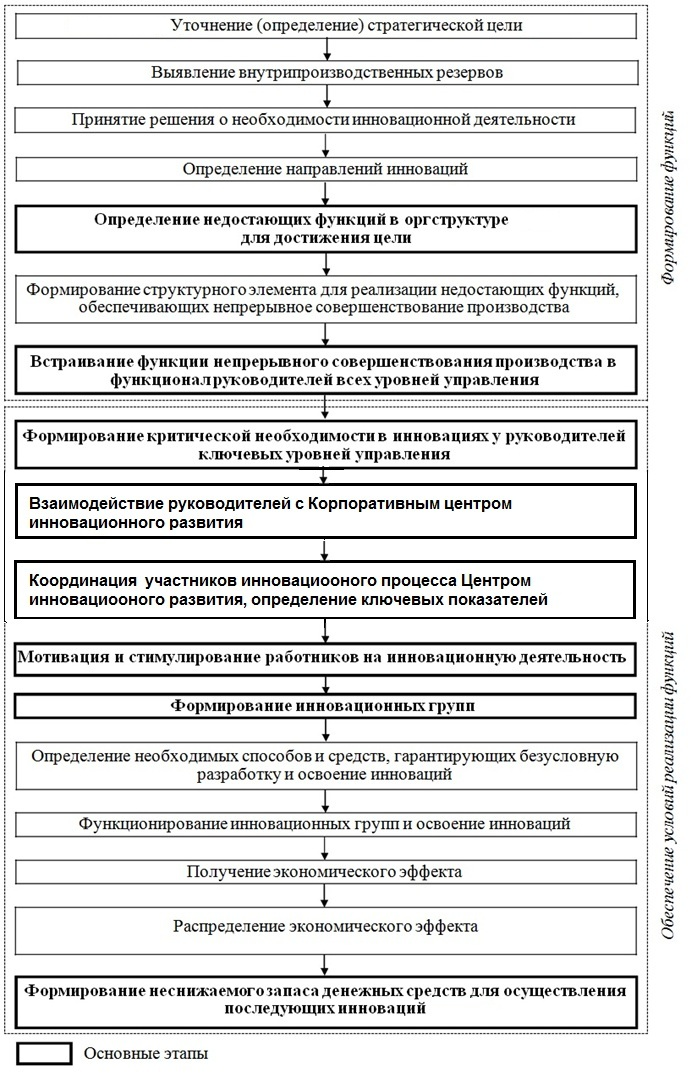 Уточнение (определение) стратегической цели
Выявление внутрипроизводственных резервов
Принятие решения о необходимости инновационной деятельности
Определение направлений инноваций
Определение недостающих функций в оргструктуре
для достижения цели
Формирование структурного элемента для реализации недостающих функций,
обеспечивающих непрерывное совершенствование производства
Встраивание функции непрерывного совершенствования производства в
функционал руководителей всех уровней управления
Формирование функций
Формирование критической необходимости в инновациях у руководителей
ключевых уровней управления
Взаимодействие руководителей с Корпоративным центром
инновационного развития
Координация участников инновациооного процесса Центром
инновациооного развития, определение ключевых показателей
Мотивация и стимулирование работников на инновационную деятельность
Формирование инновационных групп
Определение необходимых способов и средств, гарантирующих безусловную
разработку и освоение инноваций
Функционирование инновационных групп и освоение инноваций
Получение экономического эффекта
Распределение экономического эффекта
Формирование неснижаемого запаса денежных средств для осуществления
последующих инноваций
Обеспечение условий реализации функций
Основные этапы